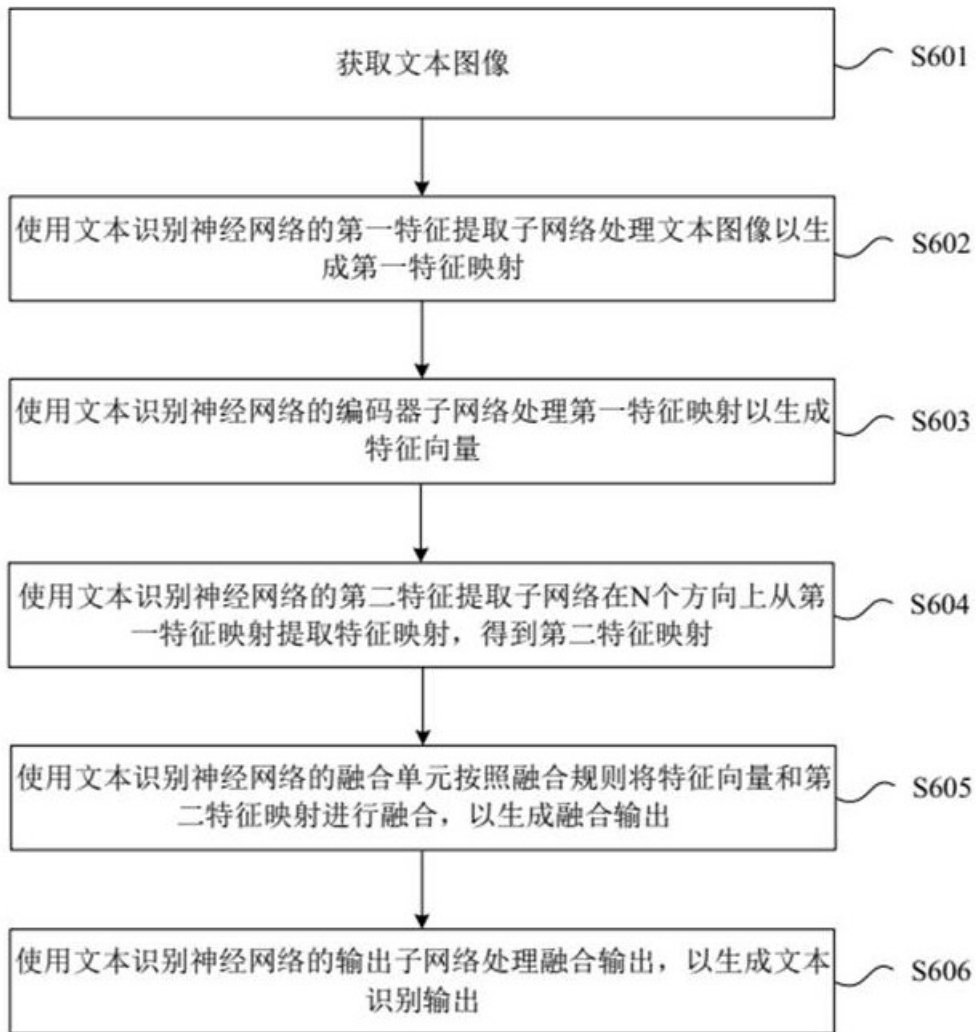 获取文本图像
S601
使用文本识别神经网络的第一特征提取子网络处理文本图像以生
成第一特征映射
S602
使用文本识别神经网络的编码器子网络处理第一特征映射以生成
特征向量
S603
使用文本识别神经网络的第二特征提取子网络在N个方向上从第
一特征映射提取特征映射，得到第二特征映射
S604
使用文本识别神经网络的融合单元按照融合规则将特征向量和第
二特征映射进行融合，以生成融合输出
S605
使用文本识别神经网络的输出子网络处理融合输出，以生成文本
识别输出
S606